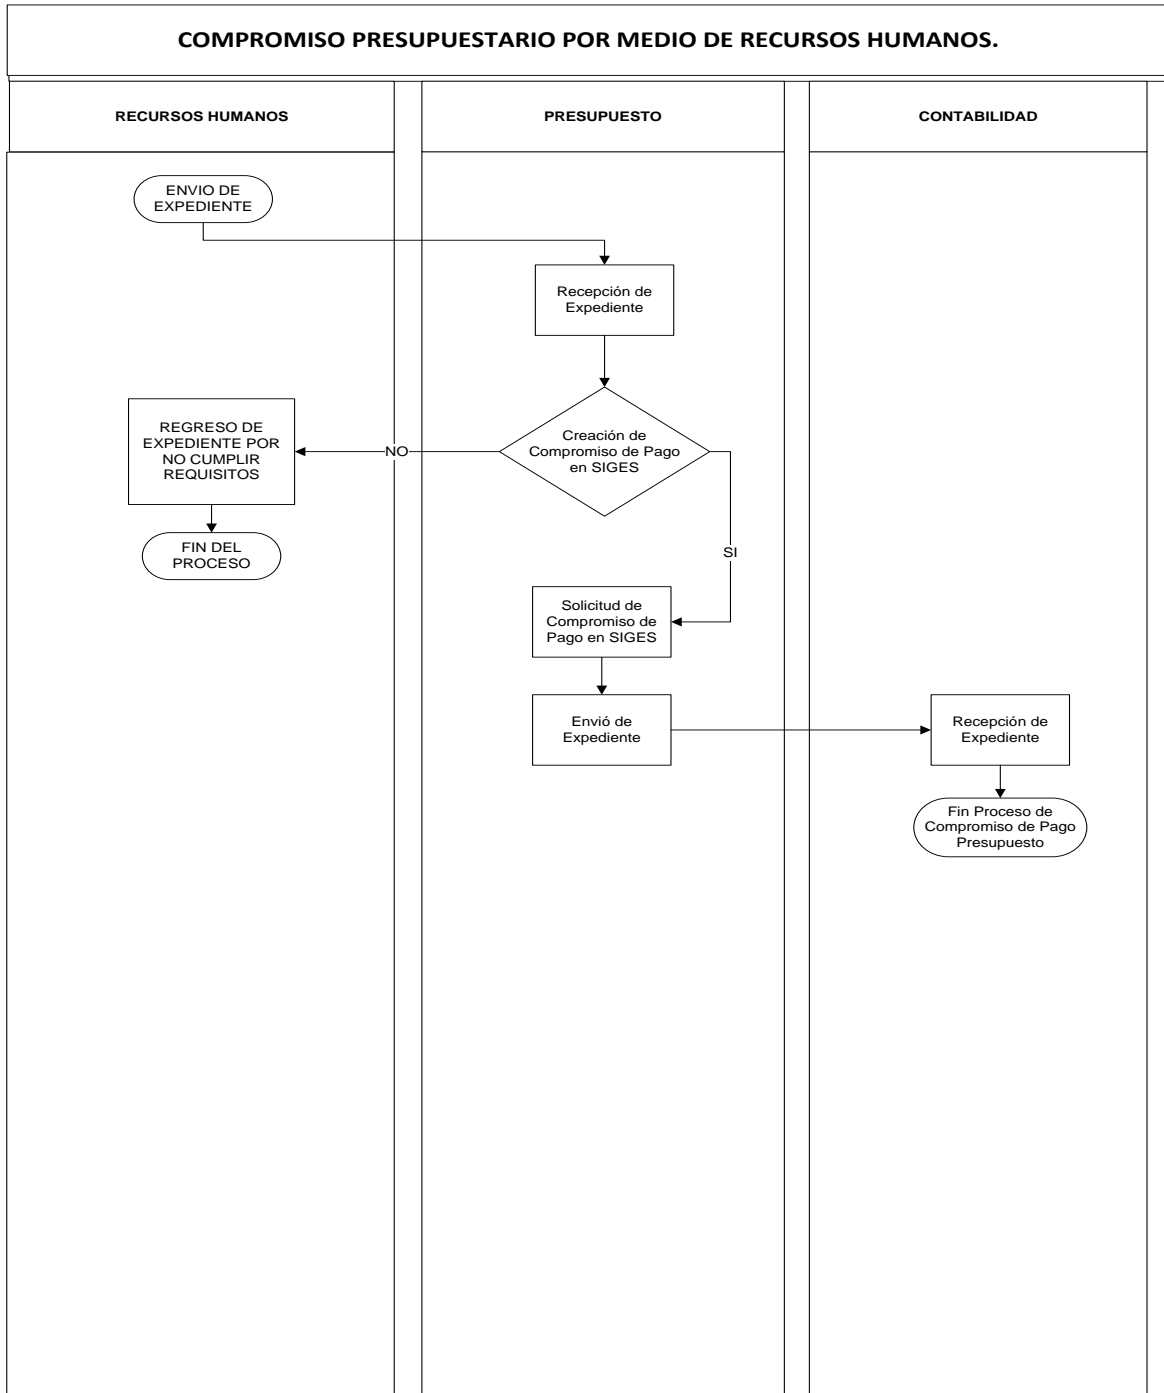 COMPROMISO PRESUPUESTARIO POR MEDIO DE RECURSOS HUMANOS.
RECURSOS HUMANOS
PRESUPUESTO
CONTABILIDAD
ENVIO DE
EXPEDIENTE
Recepción de
Expediente
Creación de
Compromiso de Pago
en SIGES
NO
REGRESO DE
EXPEDIENTE POR
NO CUMPLIR
REQUISITOS
FIN DEL
PROCESO
SI
Solicitud de
Compromiso de
Pago en SIGES
Envió de
Expediente
Recepción de
Expediente
Fin Proceso de
Compromiso de Pago
Presupuesto